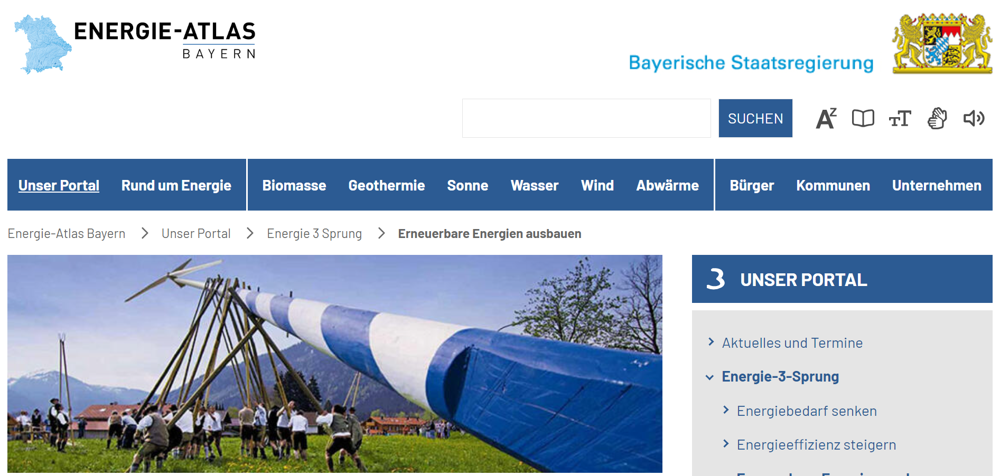 ENERGIE-ATLAS
BAYERN
Bayerische Staatsregierung
SUCHEN
Unser Portal Rund um Energie Biomasse Geothermie Sonne Wasser Wind Abwärme Bürger Kommunen Unternehmen
Energie-Atlas Bayern > Unser Portal > Energie 3 Sprung > Erneuerbare Energien ausbauen
3 UNSER PORTAL
Aktuelles und Termine
Energie-3-Sprung
Energiebedarf senken
Energieeffizienz steigern